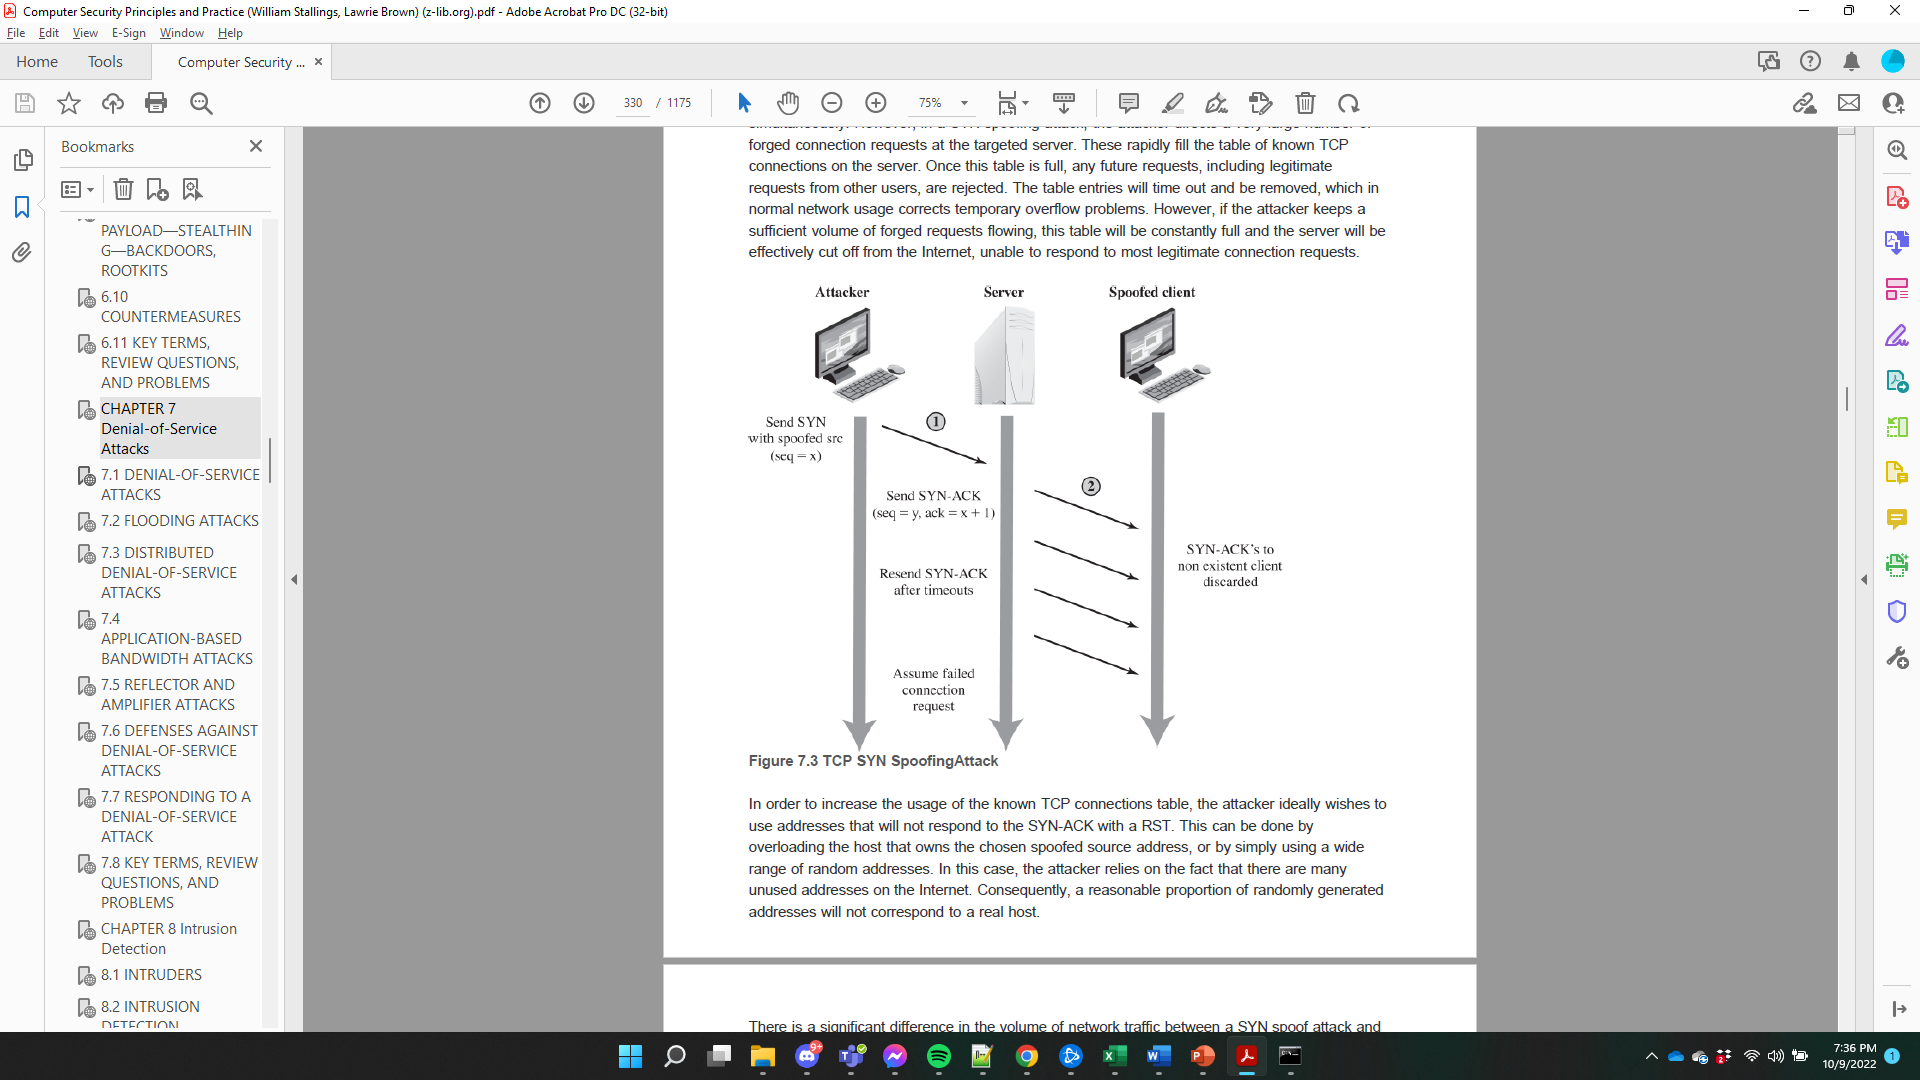 Computer Security Principles and Practice (William Stallings, Lawrie Brown) (z-lib.org).pdf - Adobe Acrobat Pro DC (32-bit)
File Edit View E-Sign Window Help
Home Tools Computer Security ... ×
330 / 1175 75%
Bookmarks
PAYLOAD—STEALTHIN
G—BACKDOORS,
ROOTKITS
6.10
COUNTERMEASURES
6.11 KEY TERMS,
REVIEW QUESTIONS,
AND PROBLEMS
CHAPTER 7
Denial-of-Service
Attacks
7.1 DENIAL-OF-SERVICE
ATTACKS
7.2 FLOODING ATTACKS
7.3 DISTRIBUTED
DENIAL-OF-SERVICE
ATTACKS
7.4
APPLICATION-BASED
BANDWIDTH ATTACKS
7.5 REFLECTOR AND
AMPLIFIER ATTACKS
7.6 DEFENSES AGAINST
DENIAL-OF-SERVICE
ATTACKS
7.7 RESPONDING TO A
DENIAL-OF-SERVICE
ATTACK
7.8 KEY TERMS, REVIEW
QUESTIONS, AND
PROBLEMS
CHAPTER 8 Intrusion
Detection
8.1 INTRUDERS
8.2 INTRUSION
DETECTION
forged connection requests at the targeted server. These rapidly fill the table of known TCP
connections on the server. Once this table is full, any future requests, including legitimate
requests from other users, are rejected. The table entries will time out and be removed, which in
normal network usage corrects temporary overflow problems. However, if the attacker keeps a
sufficient volume of forged requests flowing, this table will be constantly full and the server will be
effectively cut off from the Internet, unable to respond to most legitimate connection requests.
Attacker Server Spoofed client
Send SYN
with spoofed src
(seq = x)
1
Send SYN-ACK
(seq = y, ack = x + 1)
2
SYN-ACK's to
non existent client
discarded
Resend SYN-ACK
after timeouts
Assume failed
connection
request
Figure 7.3 TCP SYN SpoofingAttack
In order to increase the usage of the known TCP connections table, the attacker ideally wishes to
use addresses that will not respond to the SYN-ACK with a RST. This can be done by
overloading the host that owns the chosen spoofed source address, or by simply using a wide
range of random addresses. In this case, the attacker relies on the fact that there are many
unused addresses on the Internet. Consequently, a reasonable proportion of randomly generated
addresses will not correspond to a real host.
There is a significant difference in the volume of network traffic between a SYN spoof attack and
9+
2
7:36 PM
10/9/2022
1